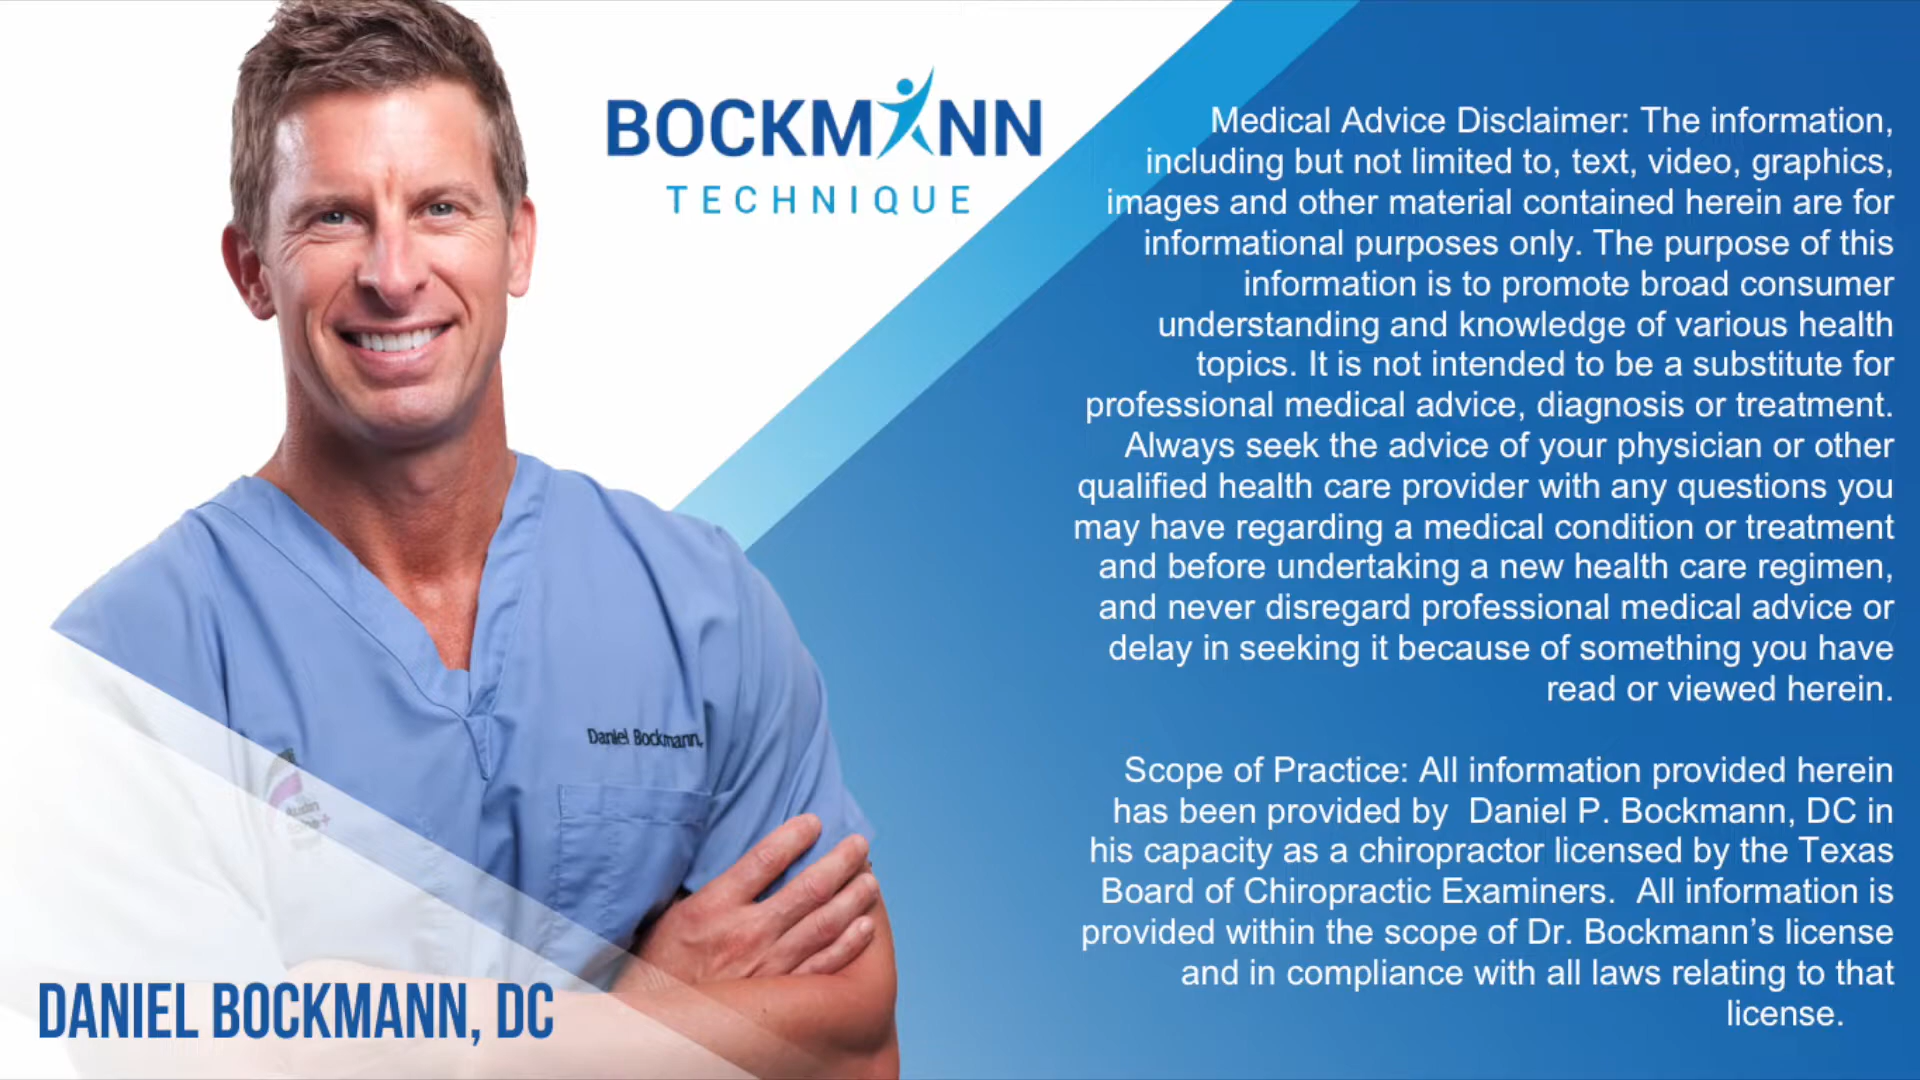 BOCKMANN
TECHNIQUE
Medical Advice Disclaimer: The information,
including but not limited to, text, video, graphics,
images and other material contained herein are for
informational purposes only. The purpose of this
information is to promote broad consumer
understanding and knowledge of various health
topics. It is not intended to be a substitute for
professional medical advice, diagnosis or treatment.
Always seek the advice of your physician or other
qualified health care provider with any questions you
may have regarding a medical condition or treatment
and before undertaking a new health care regimen,
and never disregard professional medical advice or
delay in seeking it because of something you have
read or viewed herein.
Scope of Practice: All information provided herein
has been provided by  Daniel P. Bockmann, DC in
his capacity as a chiropractor licensed by the Texas
Board of Chiropractic Examiners.  All information is
provided within the scope of Dr. Bockmann’s license
and in compliance with all laws relating to that
license.
Daniel Bockmann,
DANIEL BOCKMANN, DC